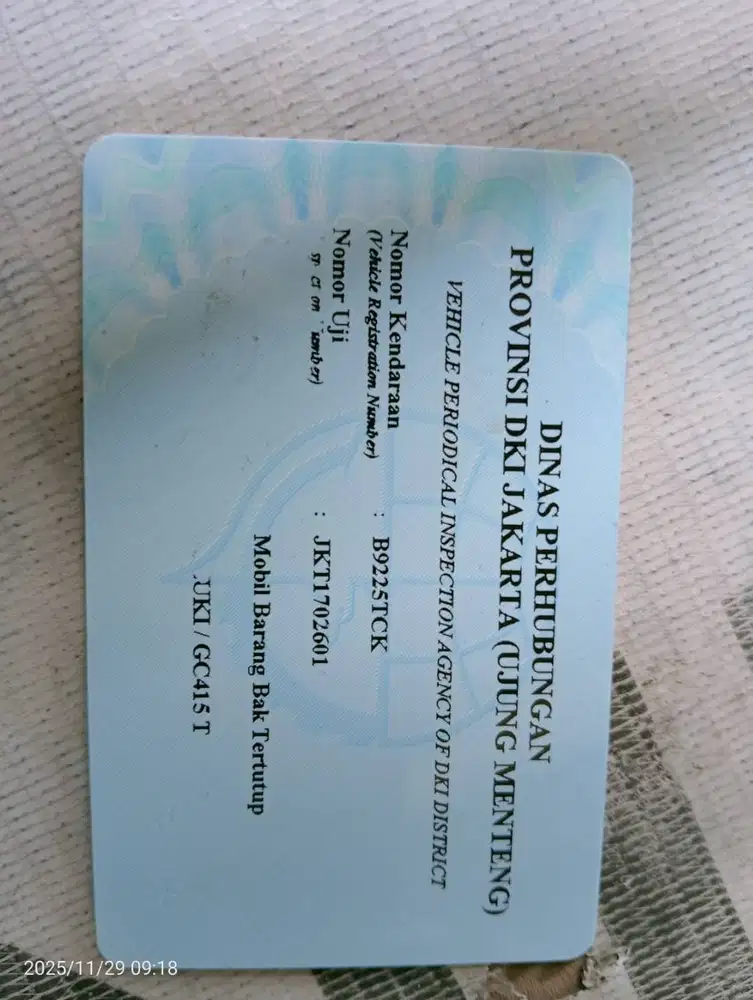 DINAS PERHUBUNGAN
PROVINSI DKI JAKARTA (UJUNG MENTENG)
VEHICLE PERIODICAL INSPECTION AGENCY OF DKI DISTRICT
Nomor Kendaraan : B9225TCK
(Vehicle Registration Number)
Nomor Uji : JKT1702601
Mobil Barang Bak Tertutup
UKI / GC415 T
2025/11/29 09:18